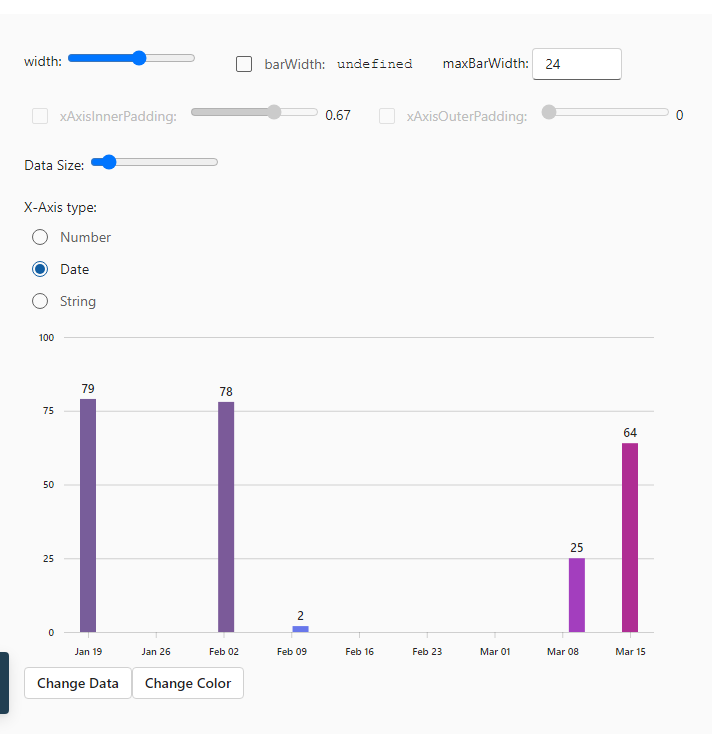 width: barWidth: undefined maxBarWidth: 24
xAxisInnerPadding: 0.67 xAxisOuterPadding: 0
Data Size:
X-Axis type:
Number
Date
String
100
79
78
75
64
50
25
25
2
0
Jan 19 Jan 26 Feb 02 Feb 09 Feb 16 Feb 23 Mar 01 Mar 08 Mar 15
Change Data Change Color